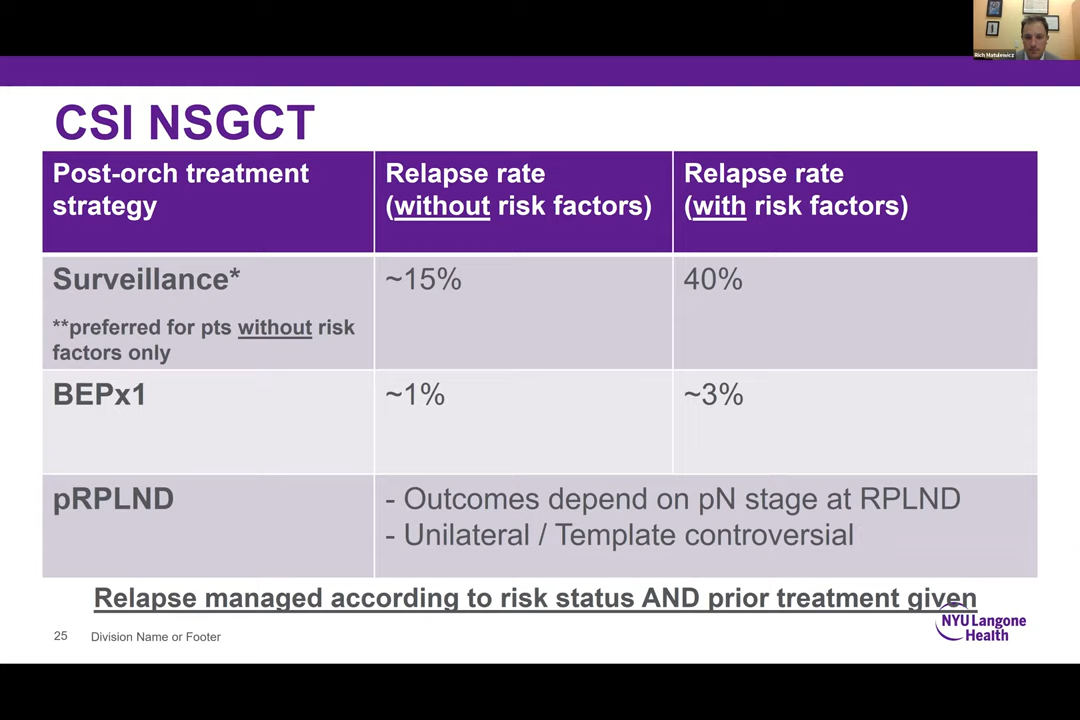 Rich Matulewicz
CSI NSGCT
Post-orch treatment
strategy
Relapse rate
(without risk factors)
Relapse rate
(with risk factors)
Surveillance*
**preferred for pts without risk
factors only
~15%
40%
BEPx1
~1%
~3%
pRPLND
- Outcomes depend on pN stage at RPLND
- Unilateral / Template controversial
Relapse managed according to risk status AND prior treatment given
25
Division Name or Footer
NYU Langone
Health